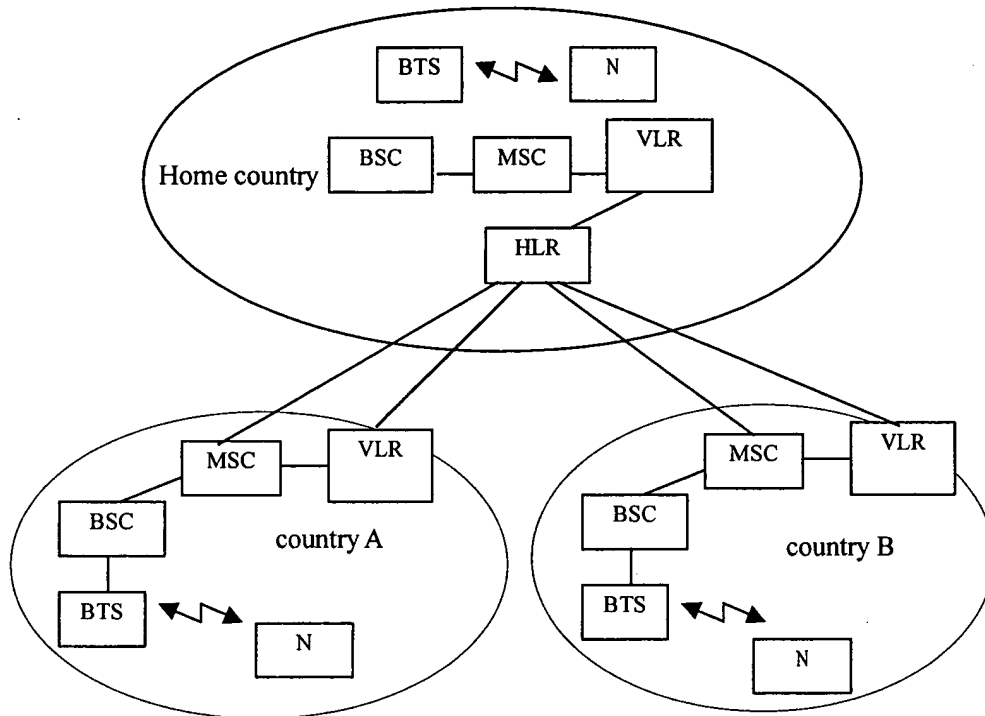 BTS
N
BSC
MSC
VLR
Home country
HLR
MSC
VLR
BSC
country A
BTS
N
MSC
VLR
BSC
country B
BTS
N